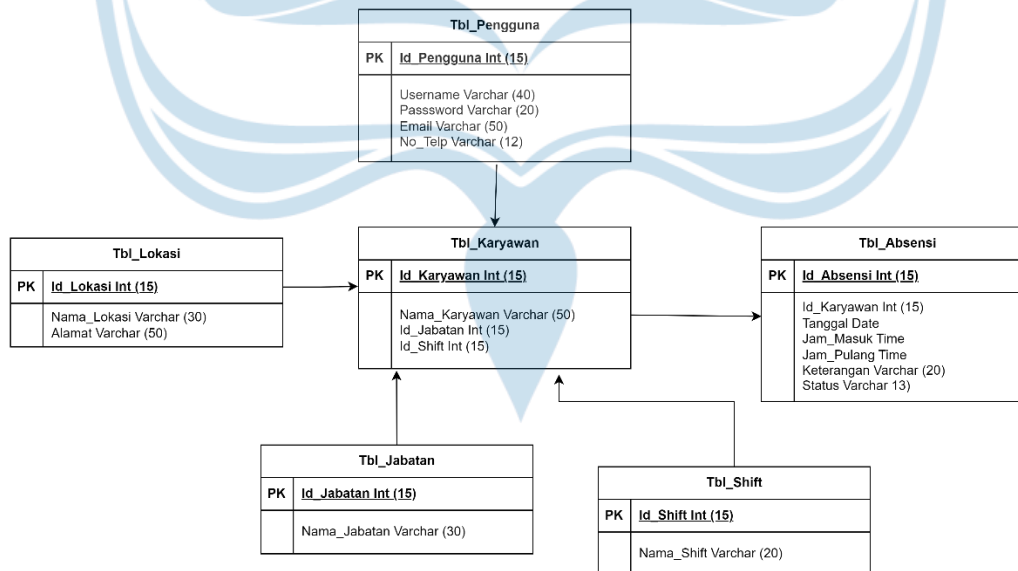 Tbl_Pengguna
PK Id_Pengguna Int (15)
Username Varchar (40)
Passsword Varchar (20)
Email Varchar (50)
No_Telp Varchar (12)
Tbl_Lokasi
PK Id_Lokasi Int (15)
Nama_Lokasi Varchar (30)
Alamat Varchar (50)
Tbl_Karyawan
PK Id_Karyawan Int (15)
Nama_Karyawan Varchar (50)
Id_Jabatan Int (15)
Id_Shift Int (15)
Tbl_Absensi
PK Id_Absensi Int (15)
Id_Karyawan Int (15)
Tanggal Date
Jam_Masuk Time
Jam_Pulang Time
Keterangan Varchar (20)
Status Varchar 13)
Tbl_Jabatan
PK Id_Jabatan Int (15)
Nama_Jabatan Varchar (30)
Tbl_Shift
PK Id_Shift Int (15)
Nama_Shift Varchar (20)